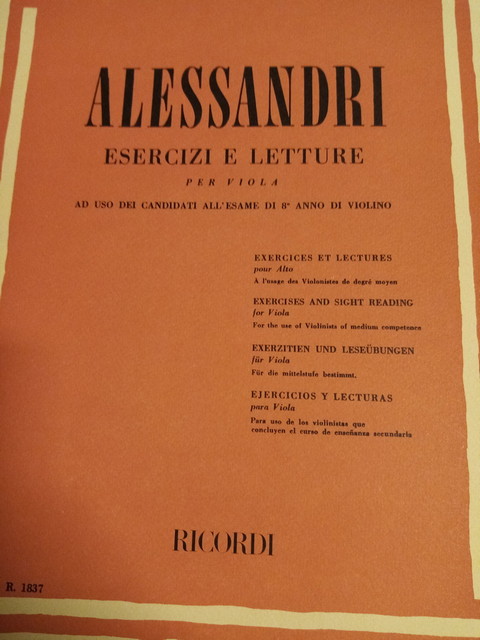 ALESSANDRI
ESERCIZI E LETTURE
PER VIOLA
AD USO DEI CANDIDATI ALL'ESAME DI 8º ANNO DI VIOLINO
EXERCICES ET LECTURES
pour Alto
À l'usage des Violonistes de degré moyen
EXERCISES AND SIGHT READING
for Viola
For the use of Violinists of medium competence
EXERZITIEN UND LESEÜBUNGEN
für Viola
Für die mittelstufe bestimmt.
EJERCICIOS Y LECTURAS
para Viola
Para uso de los violinistas que
concluyen el curso de enseñanza secundaria
RICORDI
R. 1837